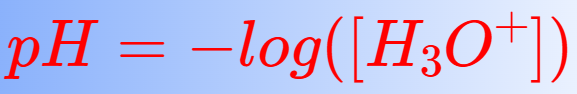 pH = −log([H₃O⁺])